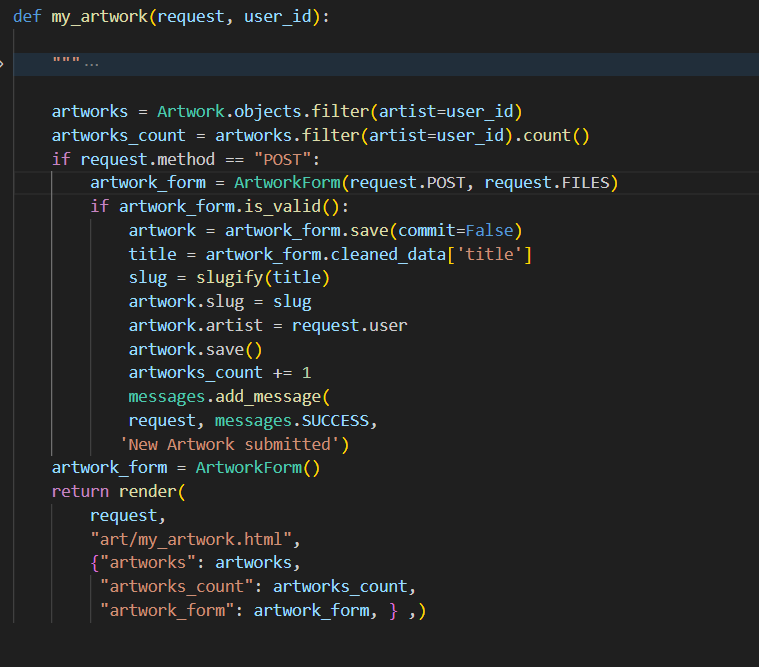 def my_artwork(request, user_id):
    """...
    artworks = Artwork.objects.filter(artist=user_id)
    artworks_count = artworks.filter(artist=user_id).count()
    if request.method == "POST":
        artwork_form = ArtworkForm(request.POST, request.FILES)
        if artwork_form.is_valid():
            artwork = artwork_form.save(commit=False)
            title = artwork_form.cleaned_data['title']
            slug = slugify(title)
            artwork.slug = slug
            artwork.artist = request.user
            artwork.save()
            artworks_count += 1
            messages.add_message(
            request, messages.SUCCESS,
           'New Artwork submitted')
    artwork_form = ArtworkForm()
    return render(
        request,
        "art/my_artwork.html",
        {"artworks": artworks,
         "artworks_count": artworks_count,
         "artwork_form": artwork_form, } ,)